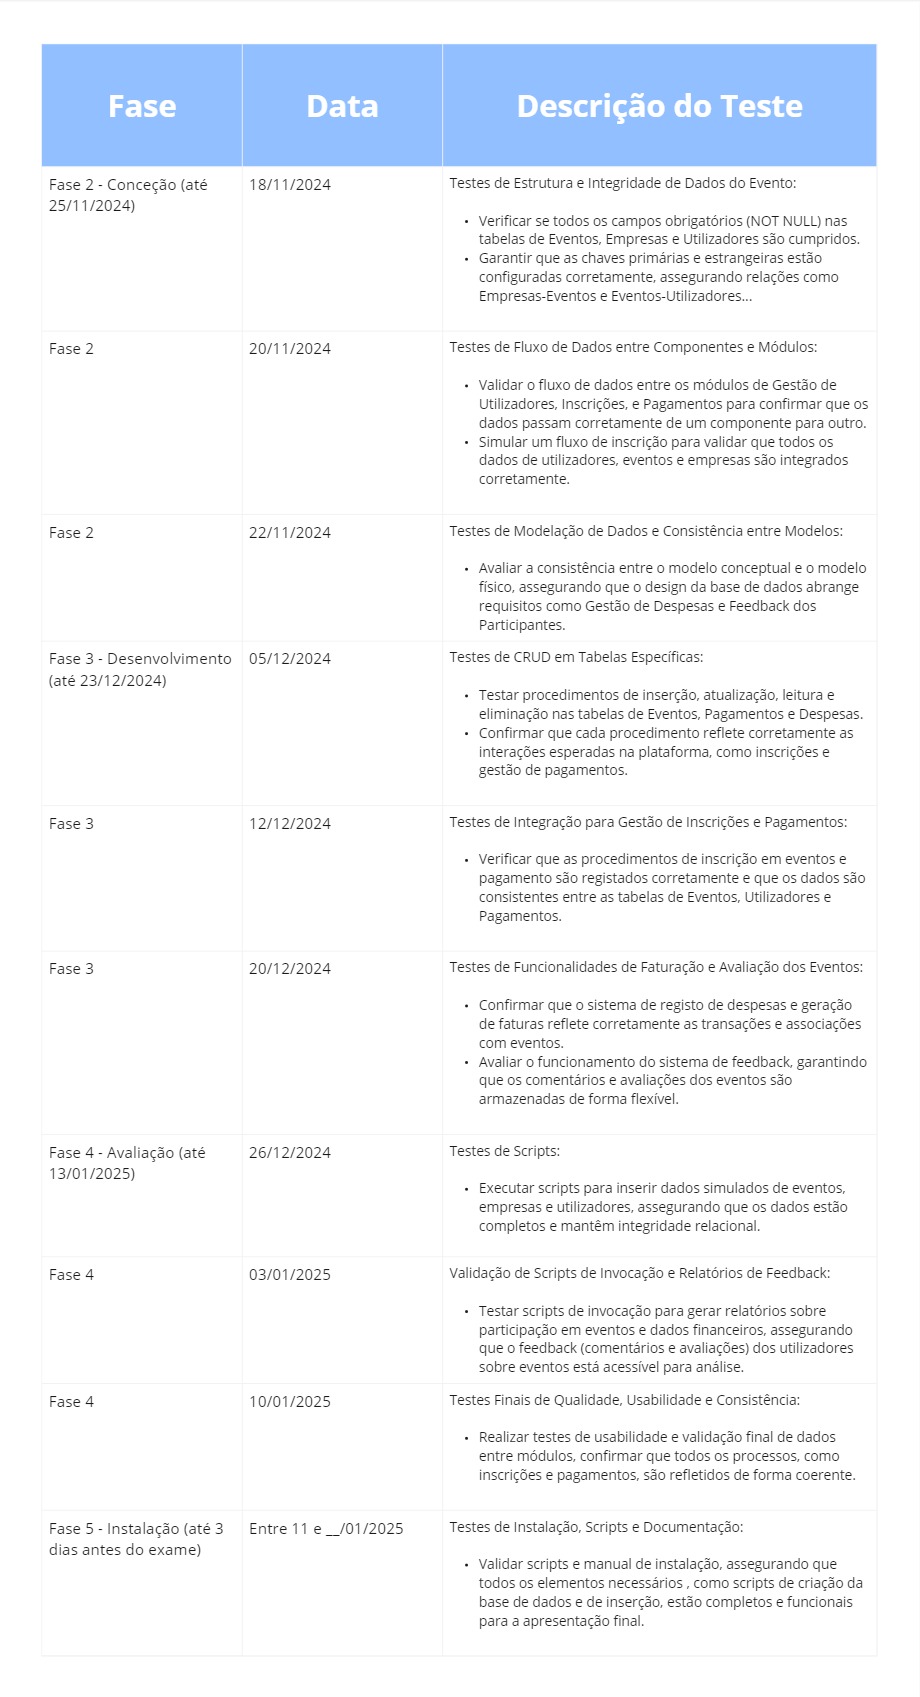 Fase
Data
Descrição do Teste
Fase 2 - Conceção (até
25/11/2024)
18/11/2024
Testes de Estrutura e Integridade de Dados do Evento:
• Verificar se todos os campos obrigatórios (NOT NULL) nas
tabelas de Eventos, Empresas e Utilizadores são cumpridos.
• Garantir que as chaves primárias e estrangeiras estão
configuradas corretamente, assegurando relações como
Empresas-Eventos e Eventos-Utilizadores...
Fase 2
20/11/2024
Testes de Fluxo de Dados entre Componentes e Módulos:
• Validar o fluxo de dados entre os módulos de Gestão de
Utilizadores, Inscrições, e Pagamentos para confirmar que os
dados passam corretamente de um componente para outro.
• Simular um fluxo de inscrição para validar que todos os
dados de utilizadores, eventos e empresas são integrados
corretamente.
Fase 2
22/11/2024
Testes de Modelação de Dados e Consistência entre Modelos:
• Avaliar a consistência entre o modelo conceptual e o modelo
físico, assegurando que o design da base de dados abrange
requisitos como Gestão de Despesas e Feedback dos
Participantes.
Fase 3 - Desenvolvimento
(até 23/12/2024)
05/12/2024
Testes de CRUD em Tabelas Específicas:
• Testar procedimentos de inserção, atualização, leitura e
eliminação nas tabelas de Eventos, Pagamentos e Despesas.
• Confirmar que cada procedimento reflete corretamente as
interações esperadas na plataforma, como inscrições e
gestão de pagamentos.
Fase 3
12/12/2024
Testes de Integração para Gestão de Inscrições e Pagamentos:
• Verificar que as procedimentos de inscrição em eventos e
pagamento são registados corretamente e que os dados são
consistentes entre as tabelas de Eventos, Utilizadores e
Pagamentos.
Fase 3
20/12/2024
Testes de Funcionalidades de Faturação e Avaliação dos Eventos:
• Confirmar que o sistema de registo de despesas e geração
de faturas reflete corretamente as transações e associações
com eventos.
• Avaliar o funcionamento do sistema de feedback, garantindo
que os comentários e avaliações dos eventos são
armazenadas de forma flexível.
Fase 4 - Avaliação (até
13/01/2025)
26/12/2024
Testes de Scripts:
• Executar scripts para inserir dados simulados de eventos,
empresas e utilizadores, assegurando que os dados estão
completos e mantêm integridade relacional.
Fase 4
03/01/2025
Validação de Scripts de Invocação e Relatórios de Feedback:
• Testar scripts de invocação para gerar relatórios sobre
participação em eventos e dados financeiros, assegurando
que o feedback (comentários e avaliações) dos utilizadores
sobre eventos está acessível para análise.
Fase 4
10/01/2025
Testes Finais de Qualidade, Usabilidade e Consistência:
• Realizar testes de usabilidade e validação final de dados
entre módulos, confirmar que todos os processos, como
inscrições e pagamentos, são refletidos de forma coerente.
Fase 5 - Instalação (até 3
dias antes do exame)
Entre 11 e __/01/2025
Testes de Instalação, Scripts e Documentação:
• Validar scripts e manual de instalação, assegurando que
todos os elementos necessários , como scripts de criação da
base de dados e de inserção, estão completos e funcionais
para a apresentação final.